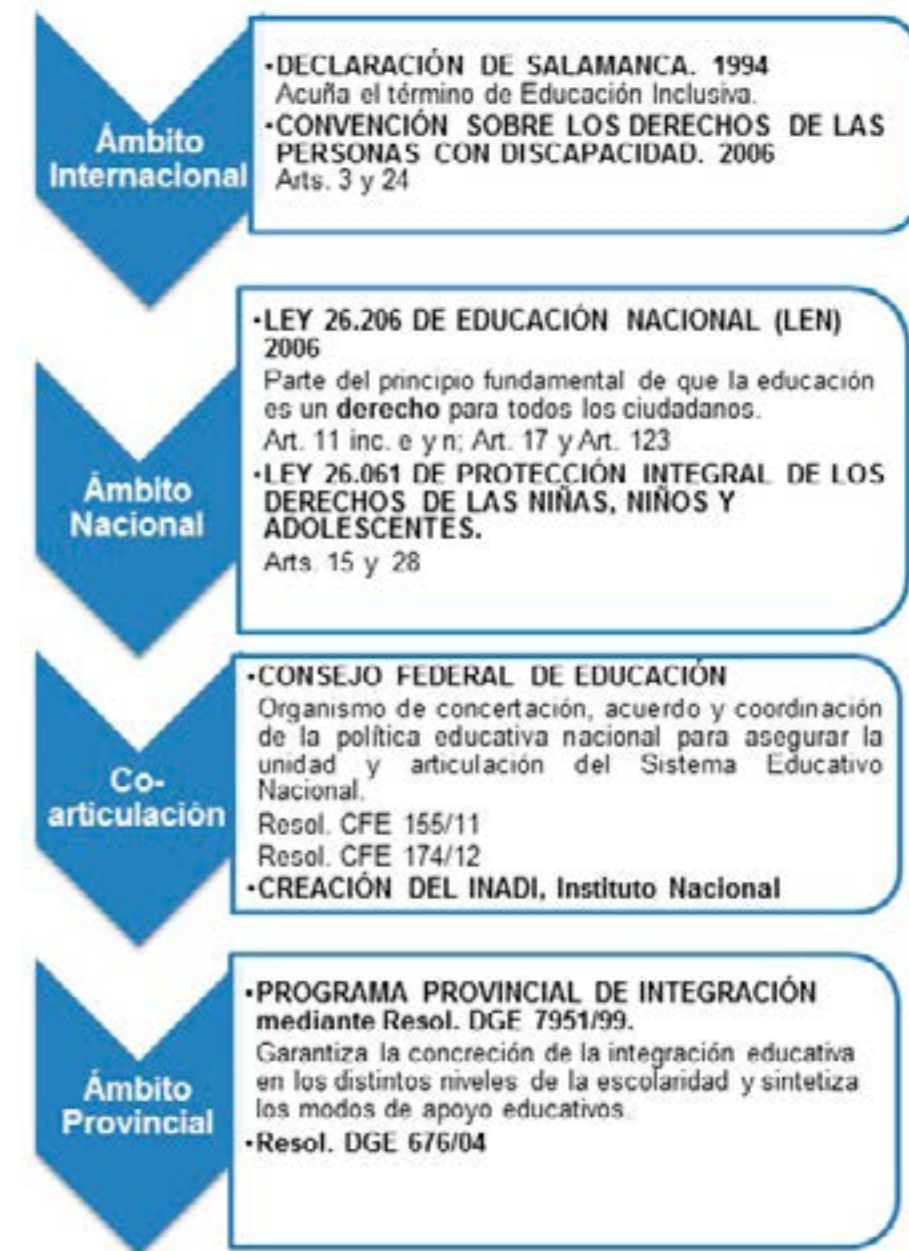 Ámbito
Internacional
•DECLARACIÓN DE SALAMANCA. 1994
Acuña el término de Educación Inclusiva.
•CONVENCIÓN SOBRE LOS DERECHOS DE LAS
PERSONAS CON DISCAPACIDAD. 2006
Arts. 3 y 24
Ámbito
Nacional
•LEY 26.206 DE EDUCACIÓN NACIONAL (LEN)
2006
Parte del principio fundamental de que la educación
es un derecho para todos los ciudadanos.
Art. 11 inc. e y n; Art. 17 y Art. 123
•LEY 26.061 DE PROTECCIÓN INTEGRAL DE LOS
DERECHOS DE LAS NIÑAS, NIÑOS Y
ADOLESCENTES.
Arts. 15 y 28
Co-
articulación
•CONSEJO FEDERAL DE EDUCACIÓN
Organismo de concertación, acuerdo y coordinación
de la política educativa nacional para asegurar la
unidad y articulación del Sistema Educativo
Nacional.
Resol. CFE 155/11
Resol. CFE 174/12
•CREACIÓN DEL INADI, Instituto Nacional
Ámbito
Provincial
•PROGRAMA PROVINCIAL DE INTEGRACIÓN
mediante Resol. DGE 7951/99.
Garantiza la concreción de la integración educativa
en los distintos niveles de la escolaridad y sintetiza
los modos de apoyo educativos.
•Resol. DGE 676/04